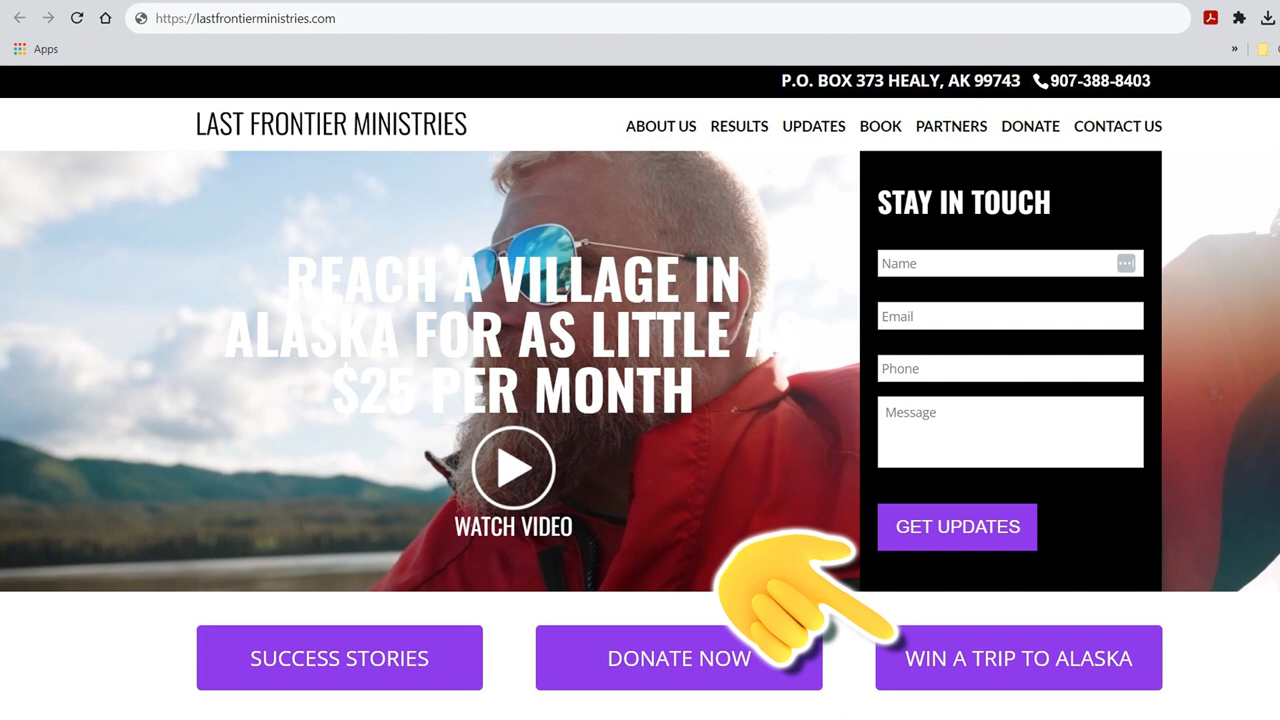 https://lastfrontierministries.com
Apps
»
P.O. BOX 373 HEALY, AK 99743 907-388-8403
LAST FRONTIER MINISTRIES
ABOUT US RESULTS UPDATES BOOK PARTNERS DONATE CONTACT US
REACH A VILLAGE IN
ALASKA FOR AS LITTLE AS
$25 PER MONTH
WATCH VIDEO
STAY IN TOUCH
Name
Email
Phone
Message
GET UPDATES
SUCCESS STORIES
DONATE NOW
WIN A TRIP TO ALASKA